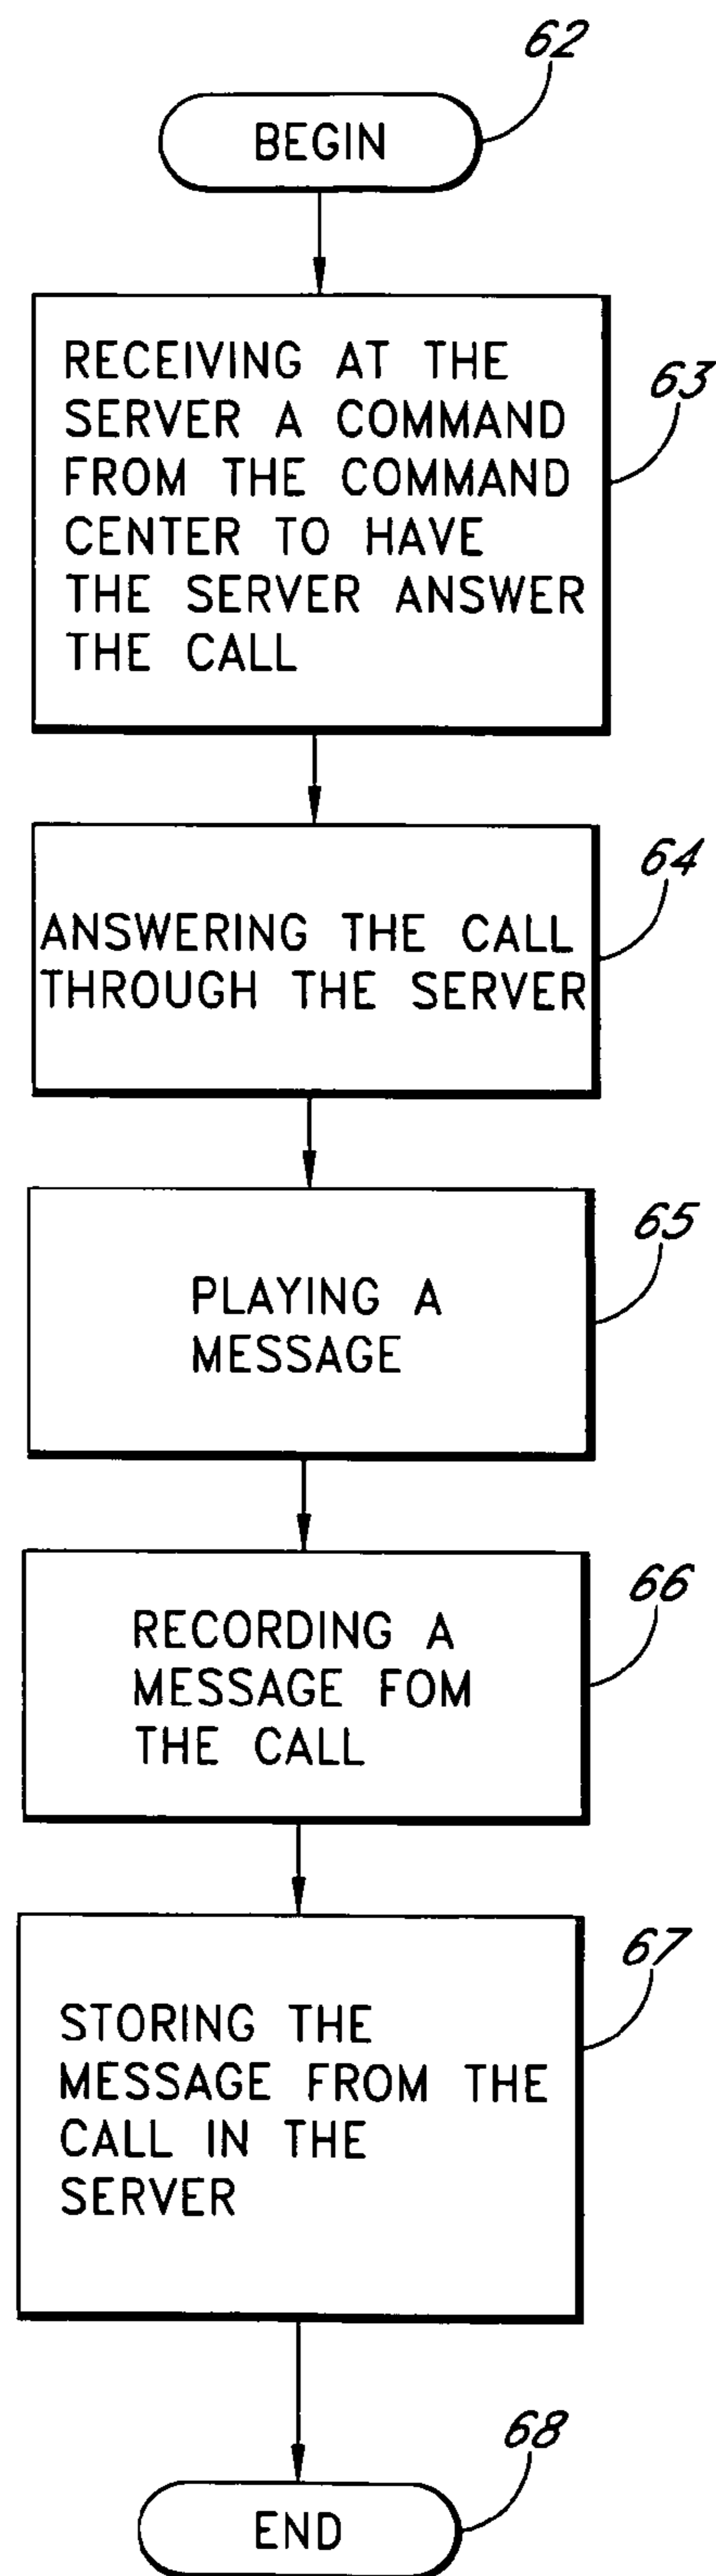 62
BEGIN
RECEIVING AT THE
SERVER A COMMAND
FROM THE COMMAND
CENTER TO HAVE
THE SERVER ANSWER
THE CALL
63
ANSWERING THE CALL
THROUGH THE SERVER
64
PLAYING A
MESSAGE
65
RECORDING A
MESSAGE FOM
THE CALL
66
STORING THE
MESSAGE FROM THE
CALL IN THE
SERVER
67
END
68